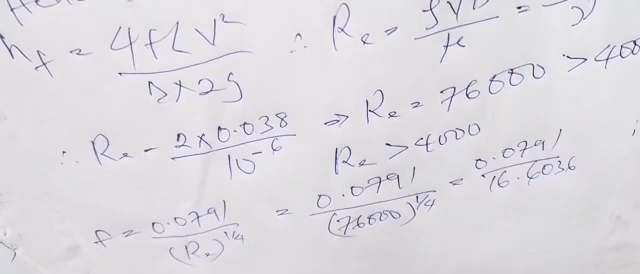 h_f = 4fLV² / D×2g ∴ Re = ρVD / μ =
∴ Re = 2×0.038 / 10⁻⁶ ⇒ Re = 76000 > 400
Re > 4000
f = 0.0791 / (Re)^1/4 = 0.0791 / (76000)^1/4 = 0.0791 / 16.6036